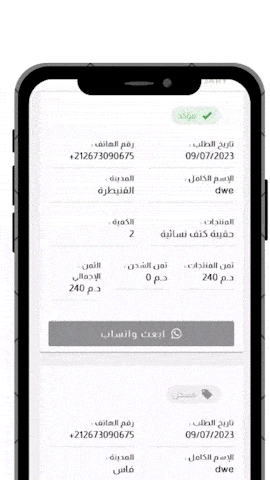 مؤكد
تاريخ الطلب : رقم الهاتف :
09/07/2023 +212673090675
الإسم الكامل : المدينة :
dwe القنيطرة
المنتجات : الكمية :
حقيبة كتف نسائية 2
ثمن المنتجات : ثمن الشحن : الثمن الإجمالي :
240 د.م 0 د.م 240 د.م
ابعث واتساب
مشحن
تاريخ الطلب : رقم الهاتف :
09/07/2023 +212673090675
الإسم الكامل : المدينة :
dwe فاس